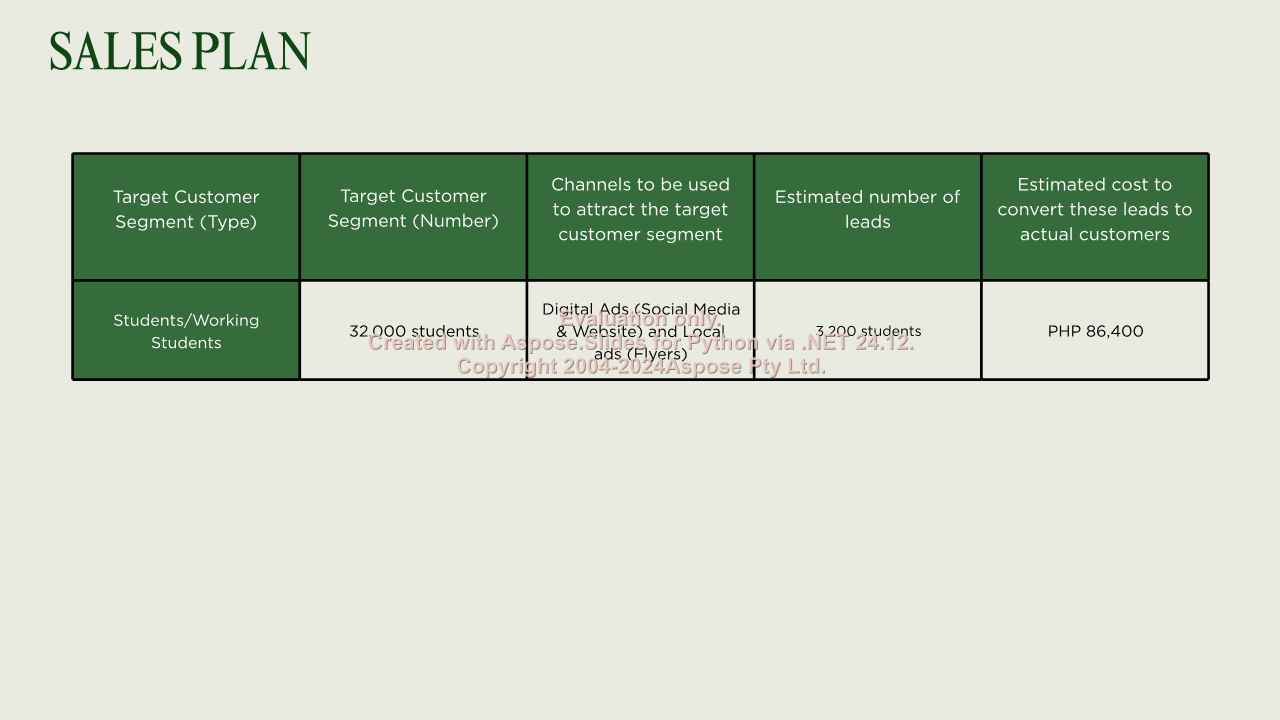 SALES PLAN
Target Customer
Segment (Type)
Target Customer
Segment (Number)
Channels to be used
to attract the target
customer segment
Estimated number of
leads
Estimated cost to
convert these leads to
actual customers
Students/Working
Students
32,000 students
Digital Ads (Social Media
& Website) and Local
ads (Flyers)
3,200 students
PHP 86,400
Evaluation only.
Created with Aspose.Slides for Python via .NET 24.12.
Copyright 2004-2024Aspose Pty Ltd.